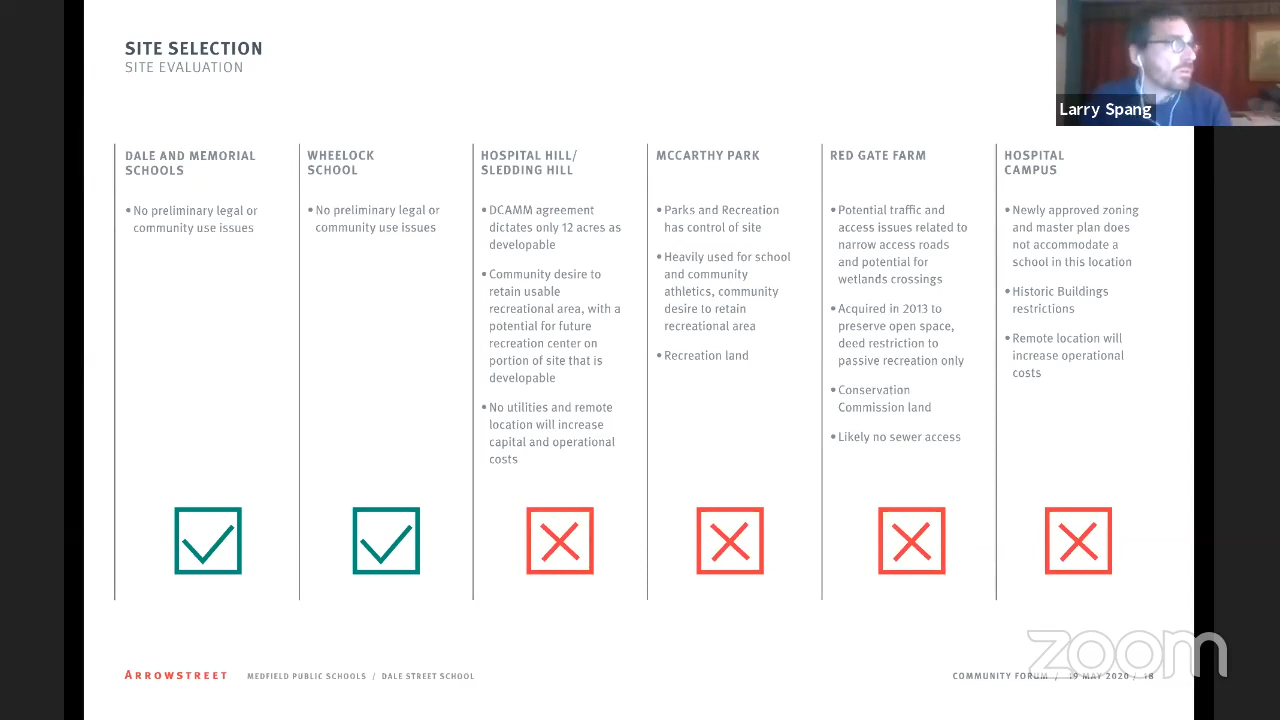 SITE SELECTION
SITE EVALUATION
Larry Spang
DALE AND MEMORIAL
SCHOOLS
• No preliminary legal or
community use issues
WHEELOCK
SCHOOL
• No preliminary legal or
community use issues
HOSPITAL HILL/
SLEDDING HILL
• DCAMM agreement
dictates only 12 acres as
developable
• Community desire to
retain usable
recreational area, with a
potential for future
recreation center on
portion of site that is
developable
• No utilities and remote
location will increase
capital and operational
costs
MCCARTHY PARK
• Parks and Recreation
has control of site
• Heavily used for school
and community
athletics, community
desire to retain
recreational area
• Recreation land
RED GATE FARM
• Potential traffic and
access issues related to
narrow access roads
and potential for
wetlands crossings
• Acquired in 2013 to
preserve open space,
deed restriction to
passive recreation only
• Conservation
Commission land
• Likely no sewer access
HOSPITAL
CAMPUS
• Newly approved zoning
and master plan does
not accommodate a
school in this location
• Historic Buildings
restrictions
• Remote location will
increase operational
costs
ARROWSTREET
MEDFIELD PUBLIC SCHOOLS / DALE STREET SCHOOL
COMMUNITY FORUM / 19 MAY 2020 / 18
zoom